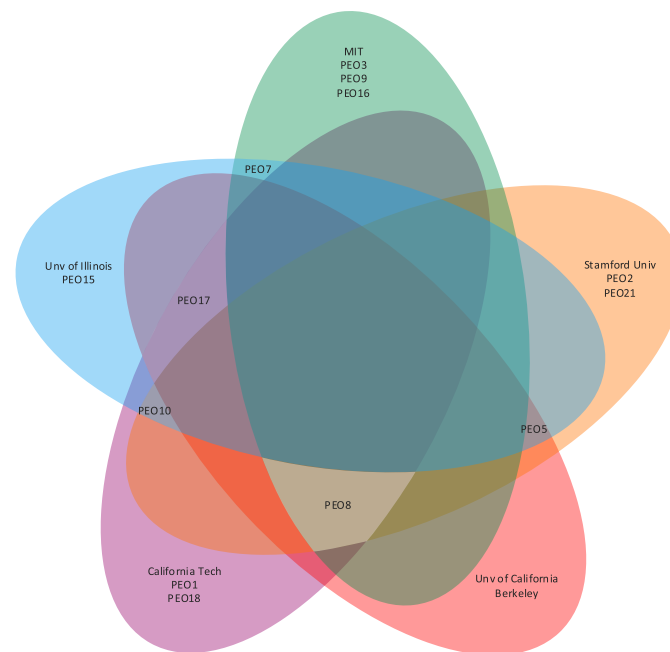 MIT
PEO3
PEO9
PEO16
PEO7
Unv of Illinois
PEO15
Stamford Univ
PEO2
PEO21
PEO17
PEO10
PEO5
PEO8
California Tech
PEO1
PEO18
Unv of California
Berkeley